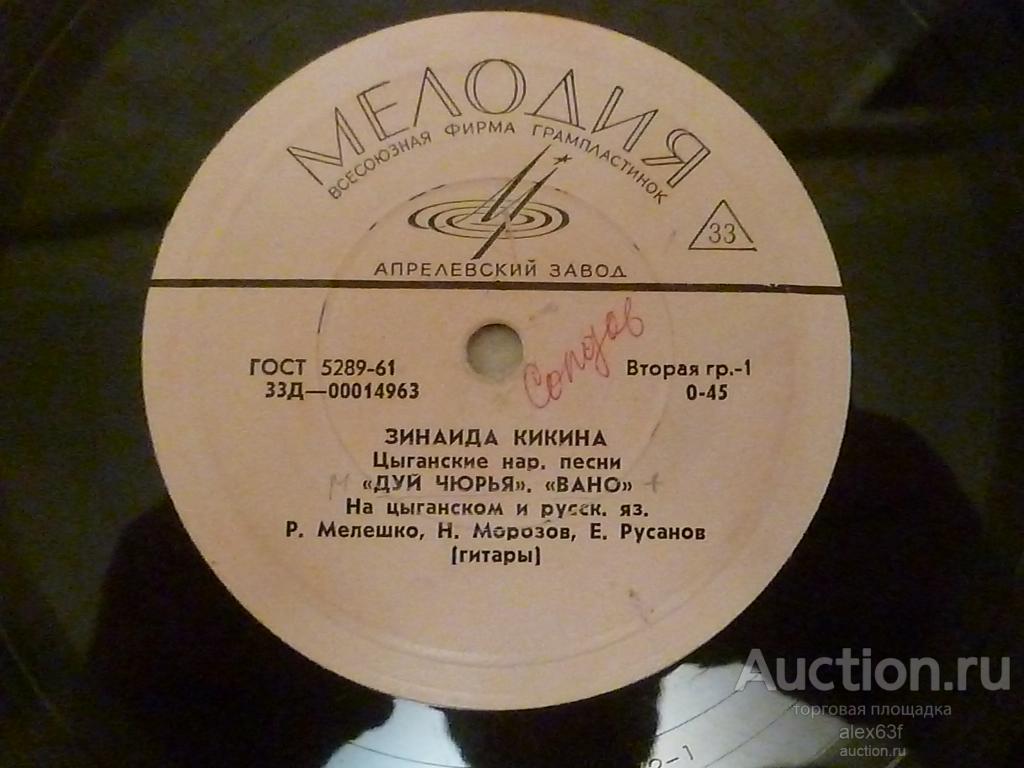 МЕЛОДИЯ
ВСЕСОЮЗНАЯ ФИРМА ГРАМПЛАСТИНОК
33
АПРЕЛЕВСКИЙ ЗАВОД
ГОСТ 5289-61
33Д—00014963
Вторая гр.-1
0-45
ЗИНАИДА КИКИНА
Цыганские нар. песни
«ДУЙ ЧЮРЬЯ». «ВАНО»
На цыганском и русск. яз.
Р. Мелешко, Н. Морозов, Е. Русанов
(гитары)
Auction.ru
торговая площадка
alex63f
auction.ru